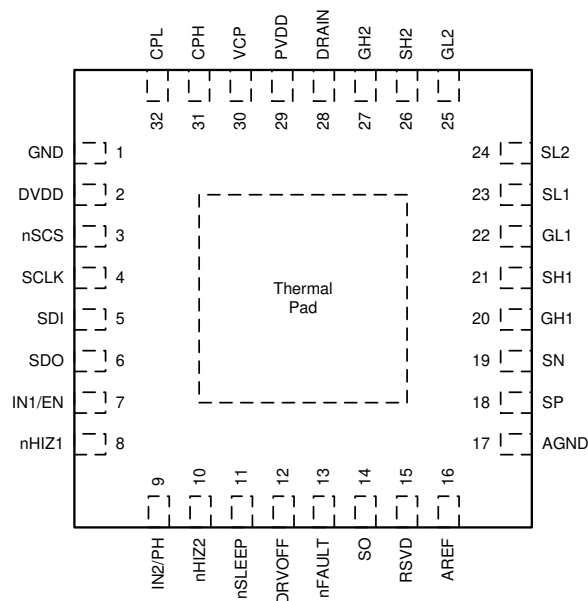 CPL
CPH
VCP
PVDD
DRAIN
GH2
SH2
GL2
32
31
30
29
28
27
26
25
GND 1
DVDD 2
nSCS 3
SCLK 4
SDI 5
SDO 6
IN1/EN 7
nHIZ1 8
Thermal
Pad
24 SL2
23 SL1
22 GL1
21 SH1
20 GH1
19 SN
18 SP
17 AGND
9
10
11
12
13
14
15
16
IN2/PH
nHIZ2
nSLEEP
DRVOFF
nFAULT
SO
RSVD
AREF